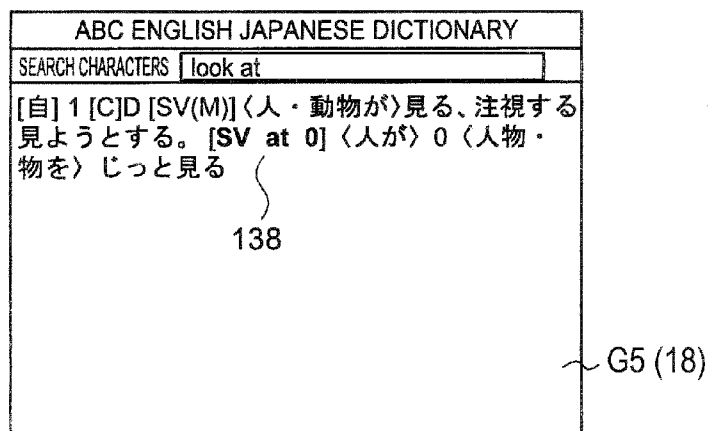 ABC ENGLISH JAPANESE DICTIONARY
SEARCH CHARACTERS look at
[自] 1 [C]D [SV(M)]〈人・動物が〉見る、注視する
見ようとする。 [SV at 0]〈人が〉0〈人物・
物を〉じっと見る
138
G5 (18)